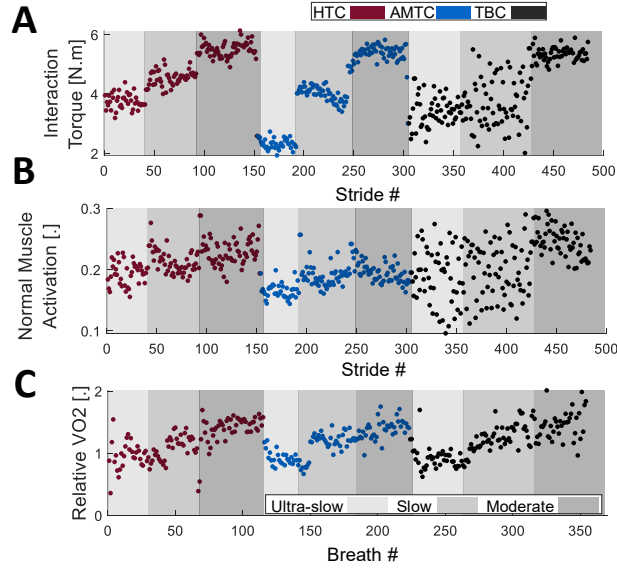 HTC AMTC TBC
A
Interaction
Torque [N.m]
6
4
2
0 50 100 150 200 250 300 350 400 450 500
Stride #
B
Normal Muscle
Activation [.]
0.3
0.2
0.1
0 50 100 150 200 250 300 350 400 450 500
Stride #
C
Relative VO2 [.]
2
1
0
Ultra-slow Slow Moderate
0 50 100 150 200 250 300 350
Breath #